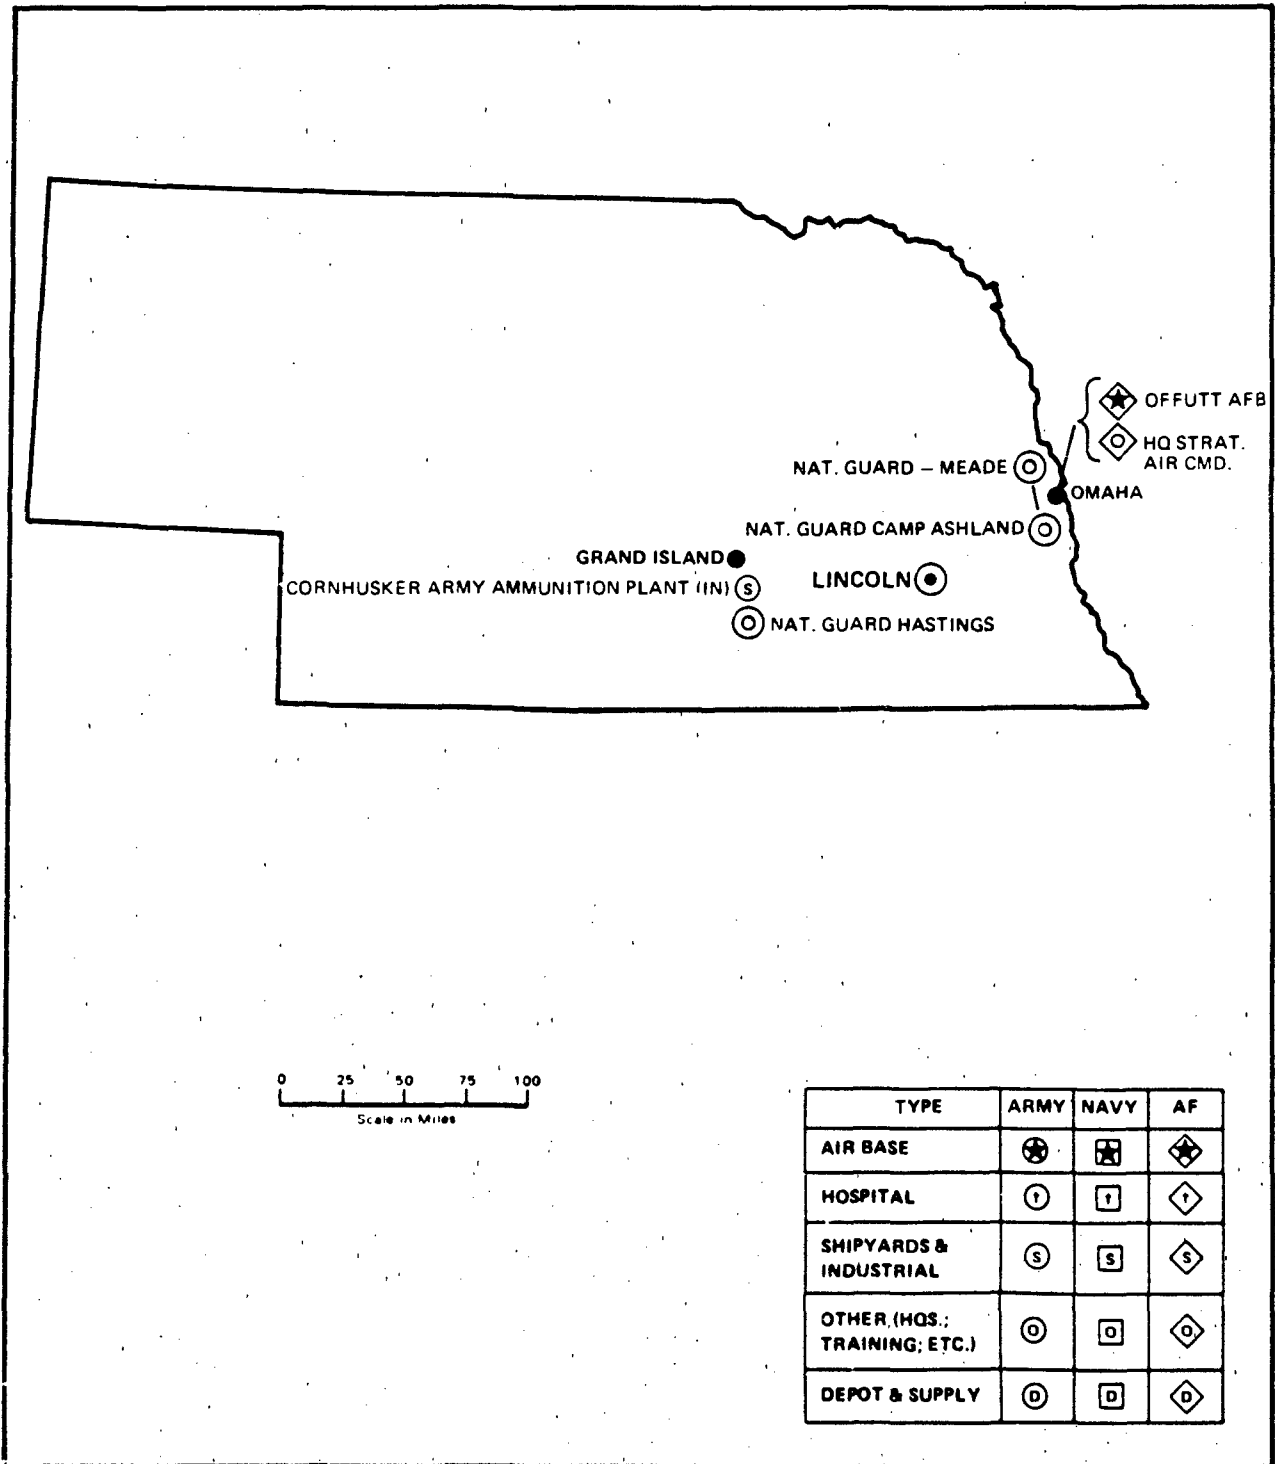 OFFUTT AFB
HQ STRAT.
AIR CMD.
NAT. GUARD – MEADE
OMAHA
NAT. GUARD CAMP ASHLAND
GRAND ISLAND
LINCOLN
CORNHUSKER ARMY AMMUNITION PLANT (IN) S
NAT. GUARD HASTINGS
0 25 50 75 100
Scale in Miles
TYPE ARMY NAVY AF
AIR BASE
HOSPITAL
SHIPYARDS &
INDUSTRIAL S S S
OTHER (HQS.;
TRAINING; ETC.) O O O
DEPOT & SUPPLY D D D